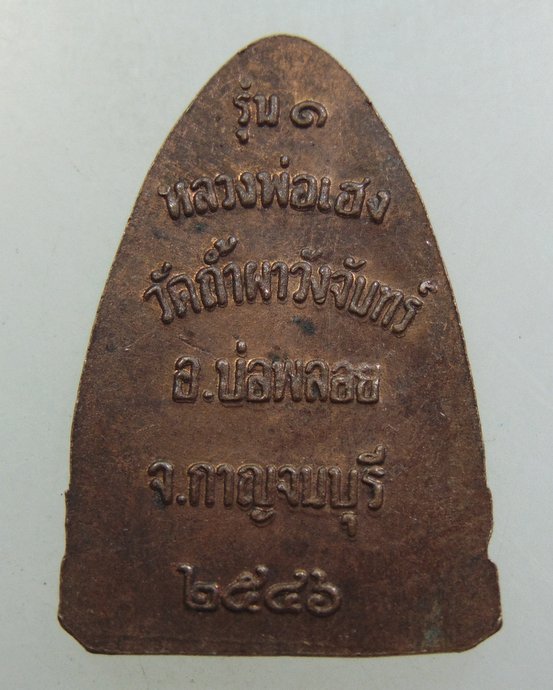 รุ่น ๑
หลวงพ่อเฮง
วัดถ้ำผาวังจันทร์
อ.บ่อพลอย
จ.กาญจนบุรี
๒๕๔๖